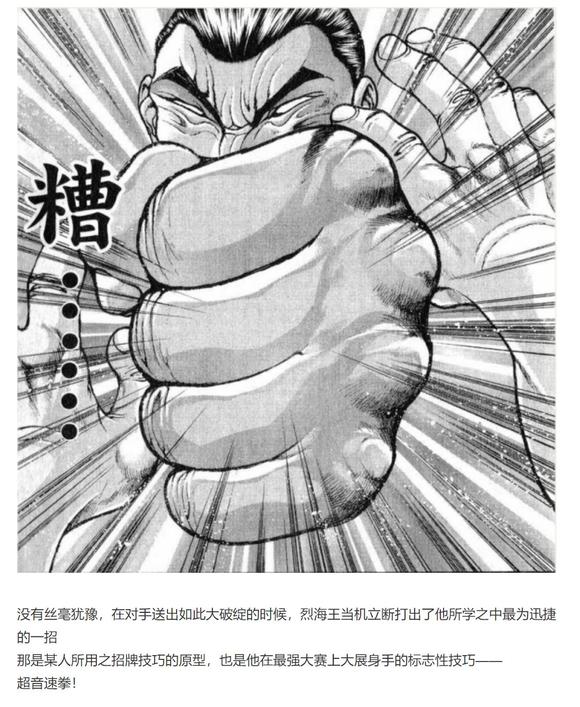 糟
••••••
没有丝毫犹豫，在对手送出如此大破绽的时候，烈海王当机立断打出了他所学之中最为迅捷
的一招
那是某人所用之招牌技巧的原型，也是他在最强大赛上大展身手的标志性技巧——
超音速拳！